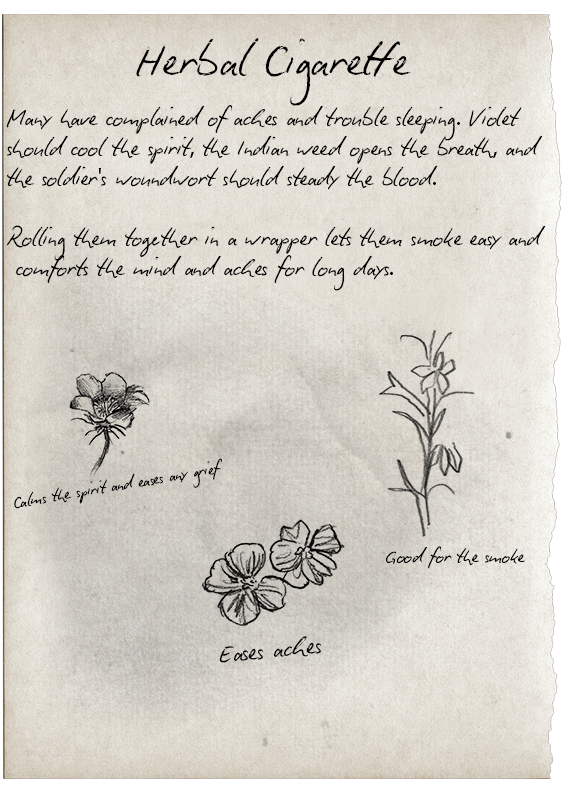 Herbal Cigarette
Many have complained of aches and trouble sleeping. Violet
should cool the spirit, the Indian weed opens the breath, and
the soldier's woundwort should steady the blood.
Rolling them together in a wrapper lets them smoke easy and
comforts the mind and aches for long days.
Calms the spirit and eases any grief
Good for the smoke
Eases aches